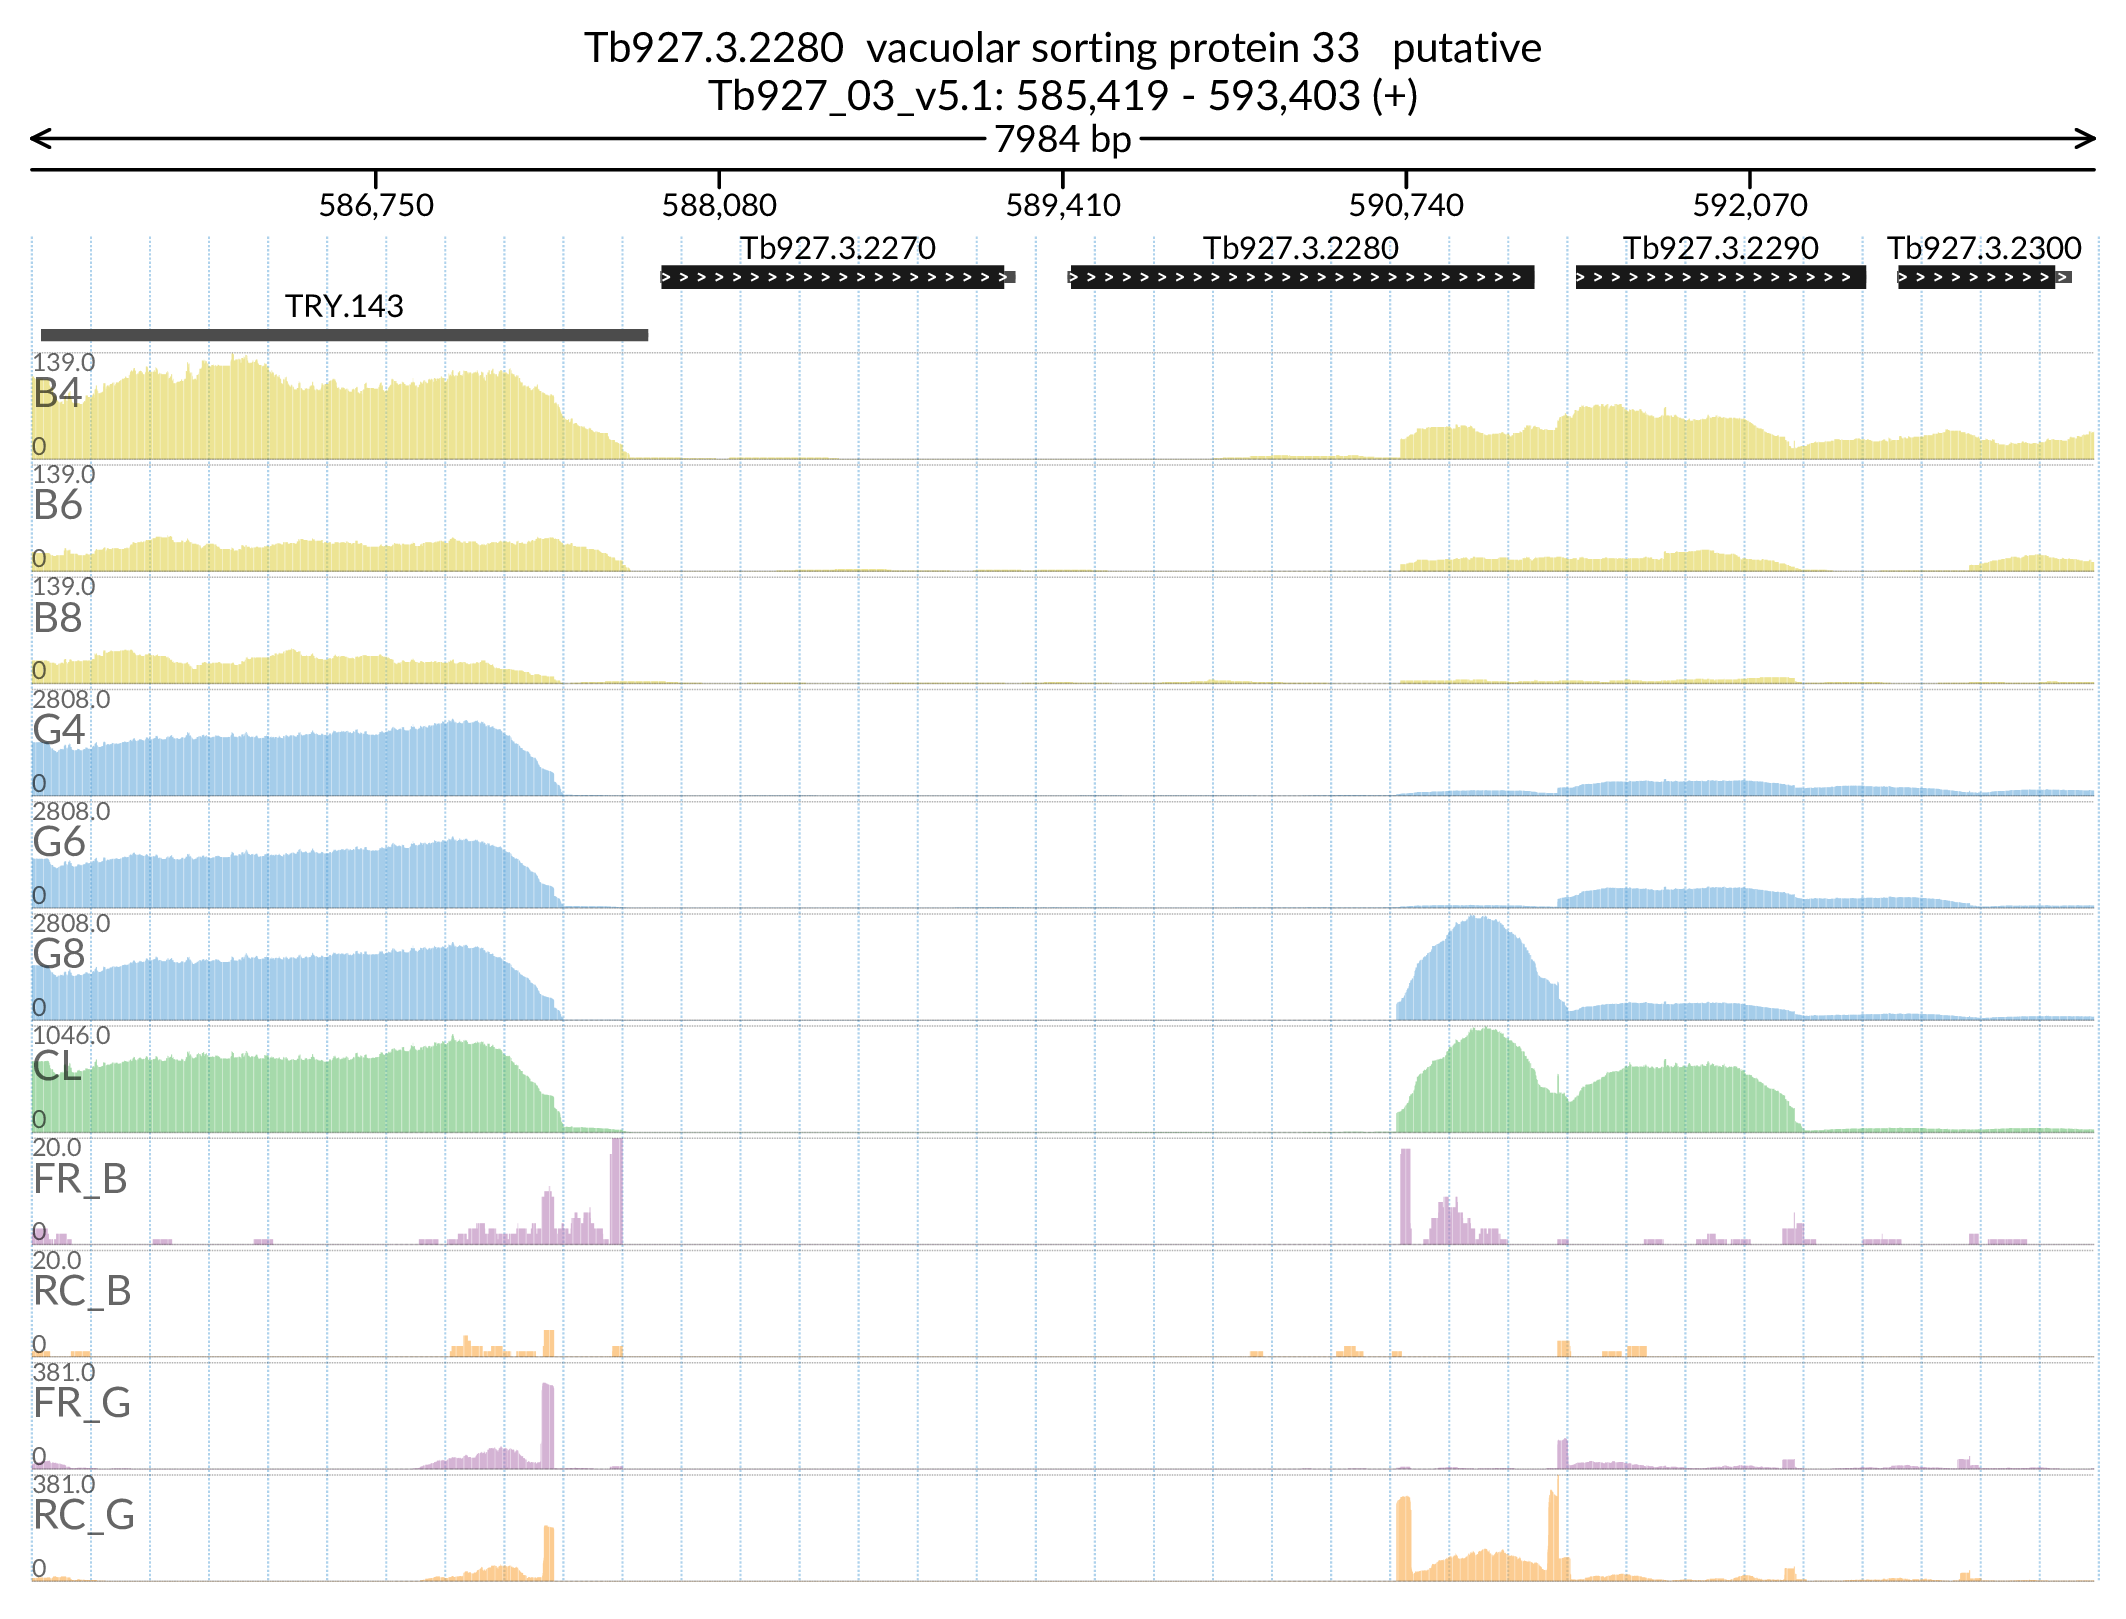 Tb927.3.2280 vacuolar sorting protein 33 putative
Tb927_03_v5.1: 585,419 - 593,403 (+)
7984 bp
586,750 588,080 589,410 590,740 592,070
Tb927.3.2270 Tb927.3.2280 Tb927.3.2290 Tb927.3.2300
TRY.143
139.0
B4
0
139.0
B6
0
139.0
B8
0
2808.0
G4
0
2808.0
G6
0
2808.0
G8
0
1046.0
CL
0
20.0
FR_B
0
20.0
RC_B
0
381.0
FR_G
0
381.0
RC_G
0